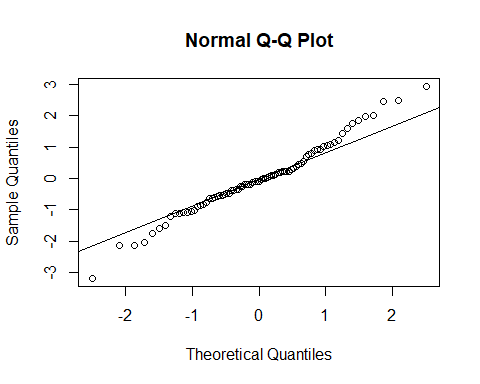 Normal Q-Q Plot
Sample Quantiles
3
2
1
0
-1
-2
-3
-2 -1 0 1 2
Theoretical Quantiles